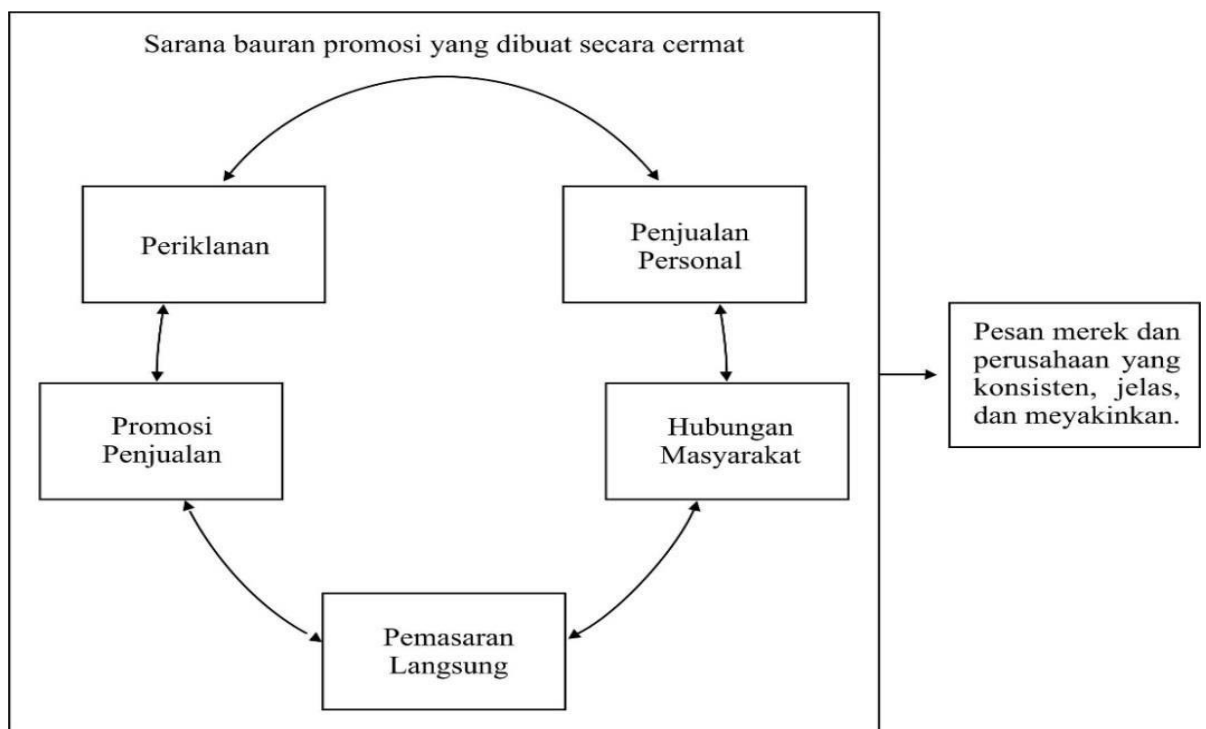 Sarana bauran promosi yang dibuat secara cermat
Periklanan
Penjualan
Personal
Promosi
Penjualan
Hubungan
Masyarakat
Pemasaran
Langsung
Pesan merek dan
perusahaan yang
konsisten, jelas,
dan meyakinkan.